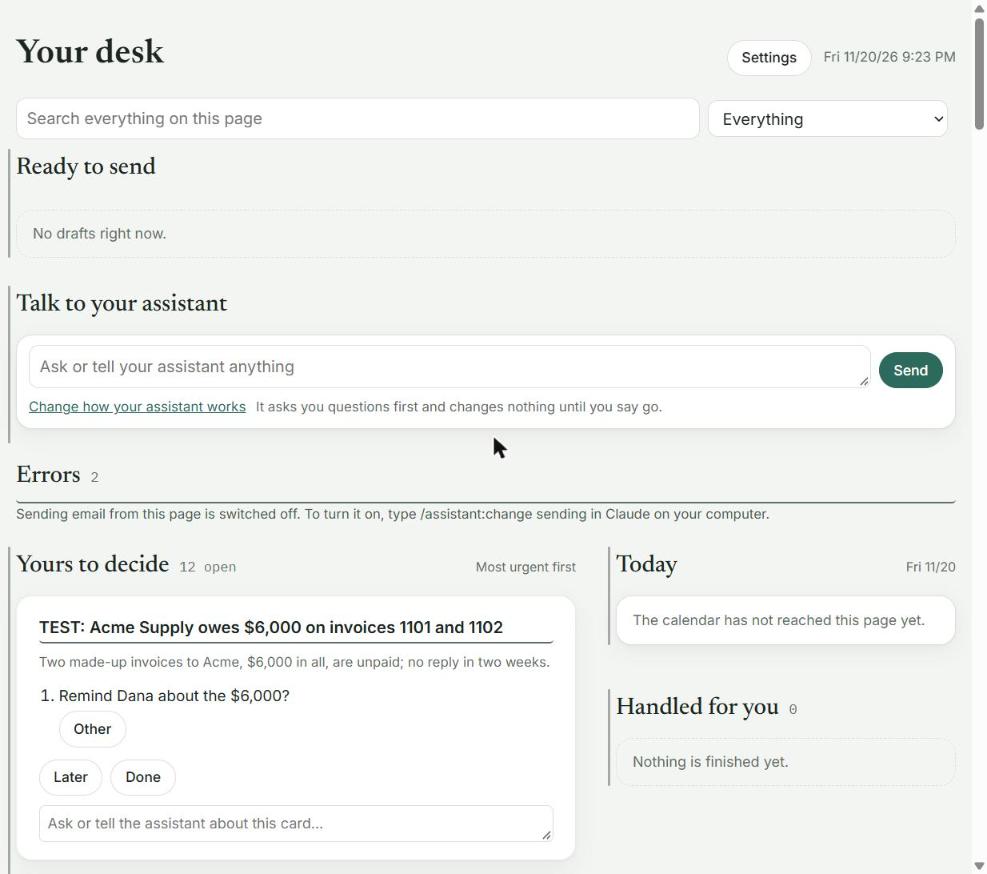 Your desk
Settings
Fri 11/20/26 9:23 PM
Search everything on this page
Everything
Ready to send
No drafts right now.
Talk to your assistant
Ask or tell your assistant anything
Send
Change how your assistant works It asks you questions first and changes nothing until you say go.
Errors 2
Sending email from this page is switched off. To turn it on, type /assistant:change sending in Claude on your computer.
Yours to decide 12 open
Most urgent first
TEST: Acme Supply owes $6,000 on invoices 1101 and 1102
Two made-up invoices to Acme, $6,000 in all, are unpaid; no reply in two weeks.
1. Remind Dana about the $6,000?
Other
Later Done
Ask or tell the assistant about this card...
Today
Fri 11/20
The calendar has not reached this page yet.
Handled for you 0
Nothing is finished yet.